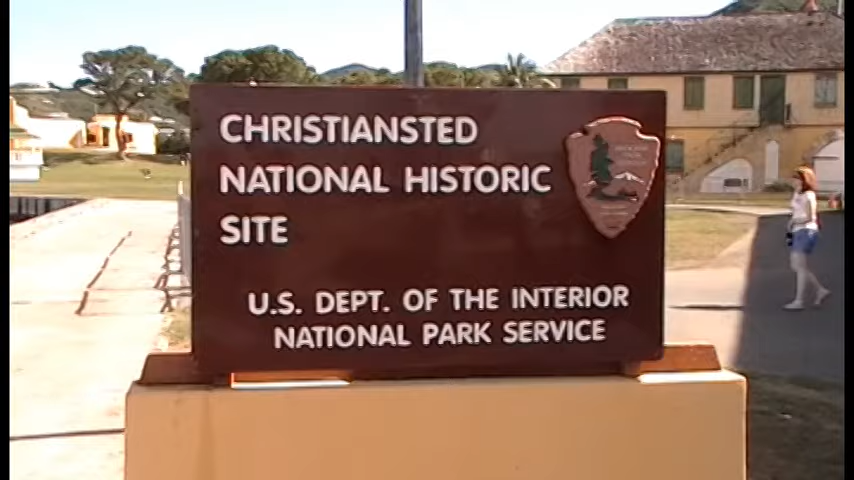 CHRISTIANSTED
NATIONAL HISTORIC
SITE
U.S. DEPT. OF THE INTERIOR
NATIONAL PARK SERVICE